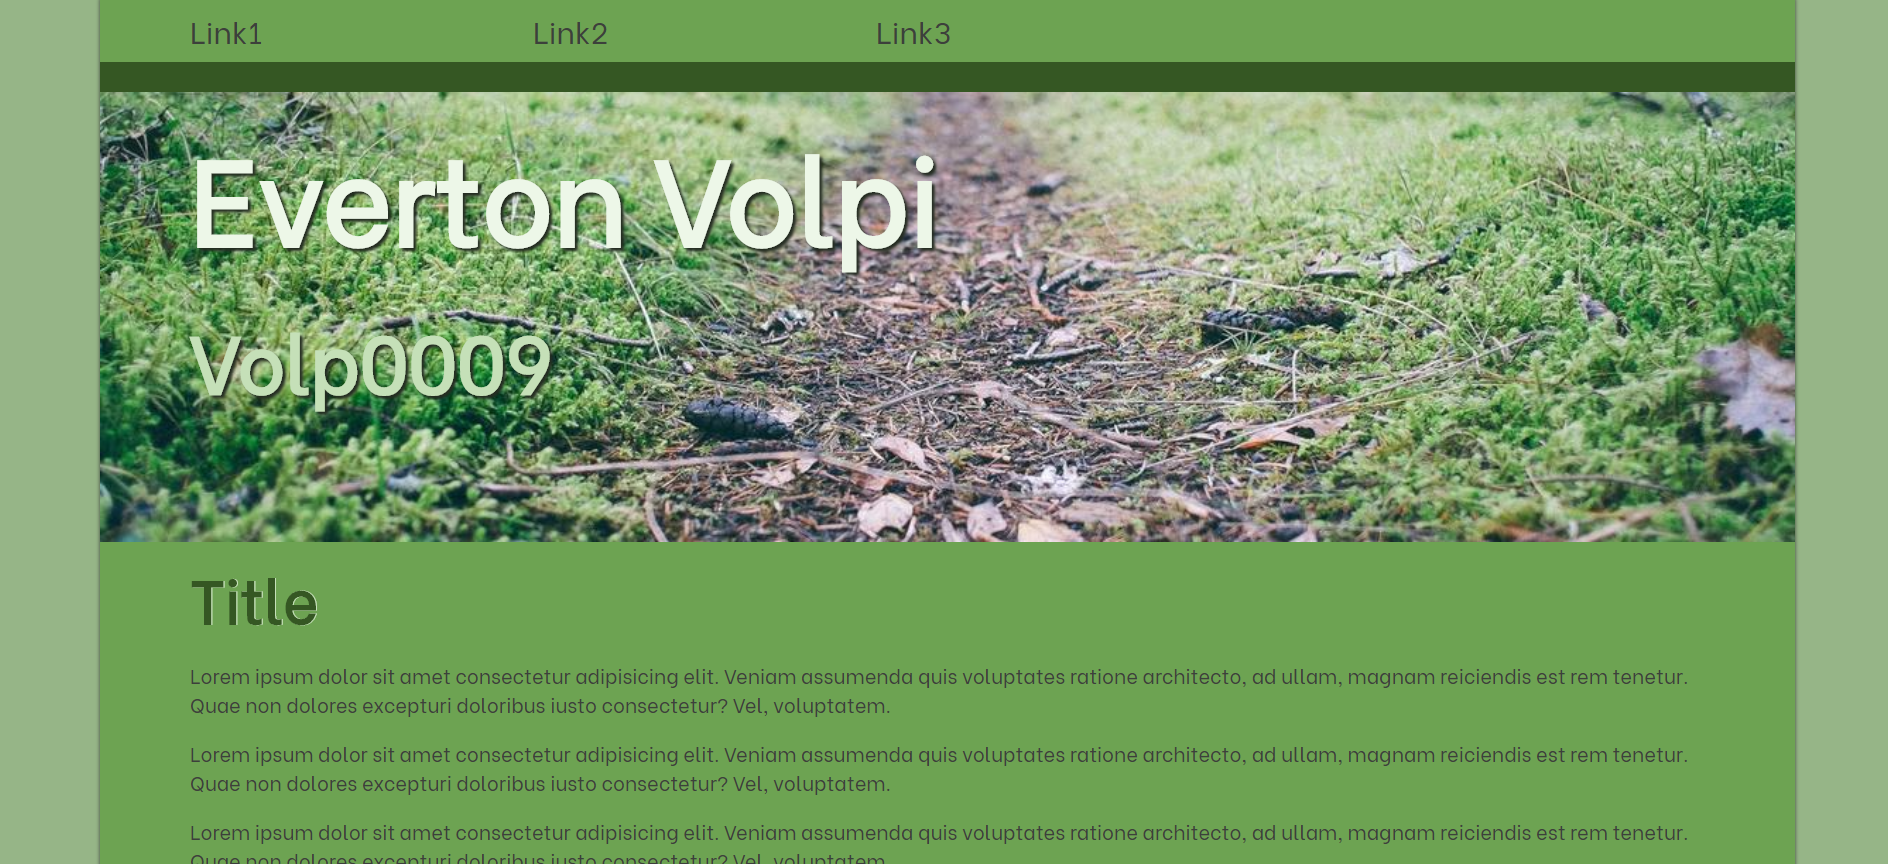 Link1 Link2 Link3
Everton Volpi
Volp0009
Title
Lorem ipsum dolor sit amet consectetur adipisicing elit. Veniam assumenda quis voluptates ratione architecto, ad ullam, magnam reiciendis est rem tenetur.
Quae non dolores excepturi doloribus iusto consectetur? Vel, voluptatem.
Lorem ipsum dolor sit amet consectetur adipisicing elit. Veniam assumenda quis voluptates ratione architecto, ad ullam, magnam reiciendis est rem tenetur.
Quae non dolores excepturi doloribus iusto consectetur? Vel, voluptatem.
Lorem ipsum dolor sit amet consectetur adipisicing elit. Veniam assumenda quis voluptates ratione architecto, ad ullam, magnam reiciendis est rem tenetur.
Quae non dolores excepturi doloribus iusto consectetur? Vel, voluptatem.